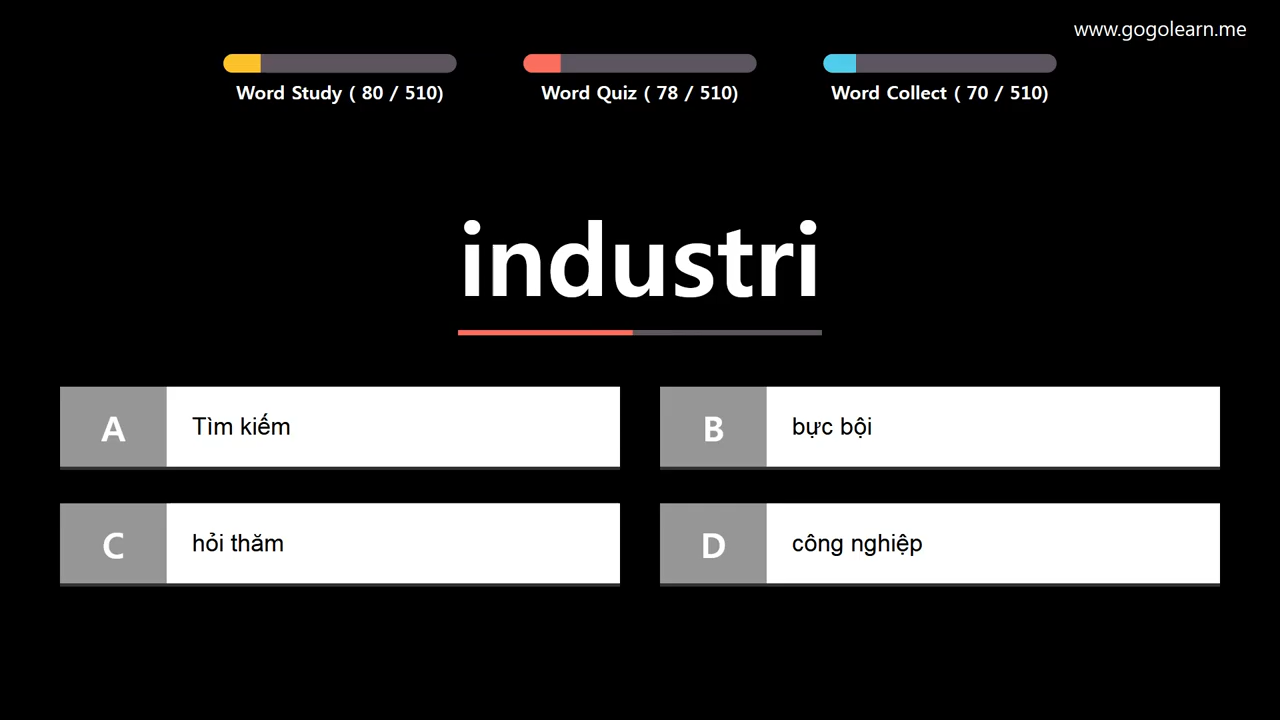 www.gogolearn.me
Word Study ( 80 / 510)
Word Quiz ( 78 / 510)
Word Collect ( 70 / 510)
industri
A Tìm kiếm
B bực bội
C hỏi thăm
D công nghiệp